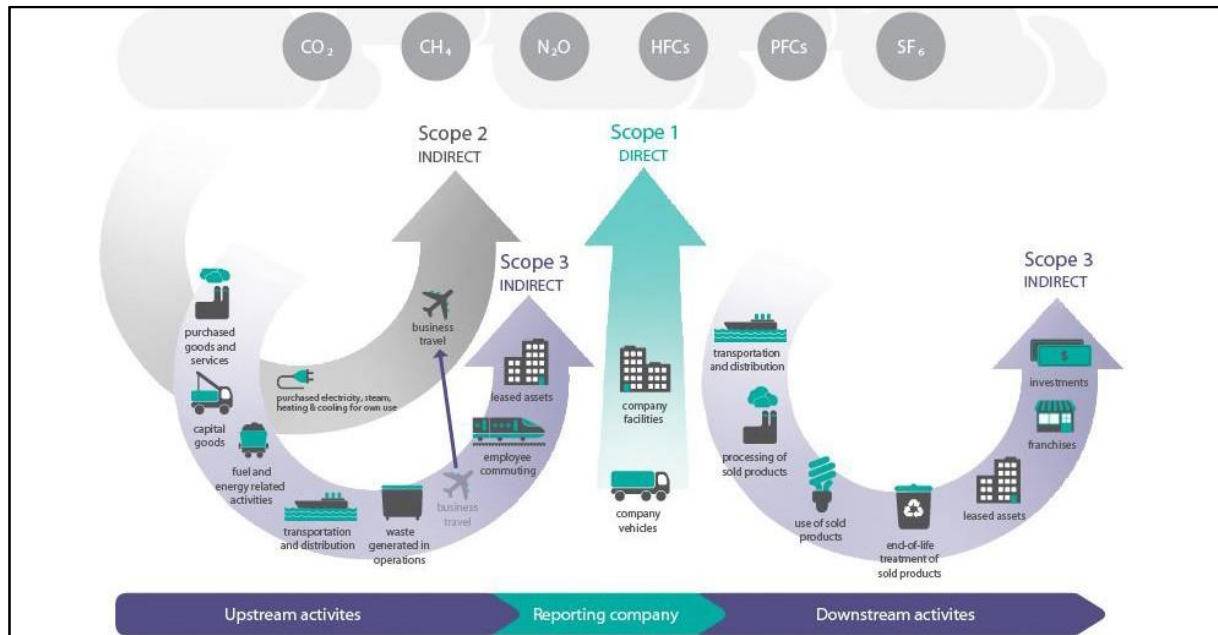 CO₂
CH₄
N₂O
HFCs
PFCs
SF₆
Scope 2
INDIRECT
Scope 1
DIRECT
Scope 3
INDIRECT
Scope 3
INDIRECT
purchased
goods and
services
capital
goods
fuel and
energy related
activities
purchased electricity, steam,
heating & cooling for own use
transportation
and distribution
waste
generated in
operations
business
travel
business
travel
employee
commuting
leased assets
company
facilities
company
vehicles
transportation
and distribution
processing of
sold products
use of sold
products
end-of-life
treatment of
sold products
leased assets
franchises
investments
$
Upstream activites
Reporting company
Downstream activites